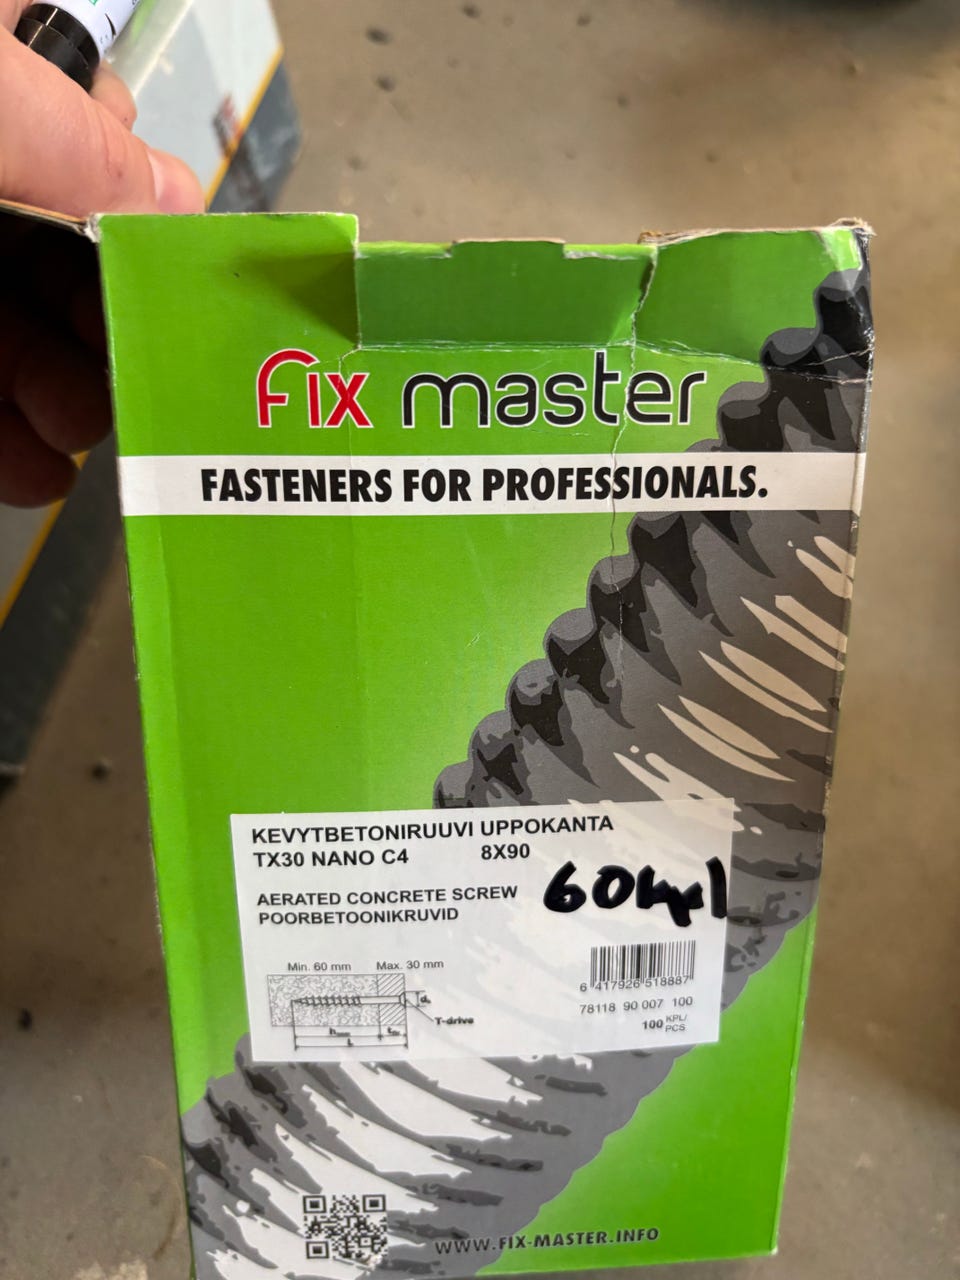 fix master
FASTENERS FOR PROFESSIONALS.
KEVYTBETONIRUUVI UPPOKANTA
TX30 NANO C4 8X90
60kpl
AERATED CONCRETE SCREW
POORBETOONIKRUVID
Min. 60 mm Max. 30 mm
6 417926 518887
78118 90 007 100
100 KPL/
PCS
T-drive
L
WWW.FIX-MASTER.INFO